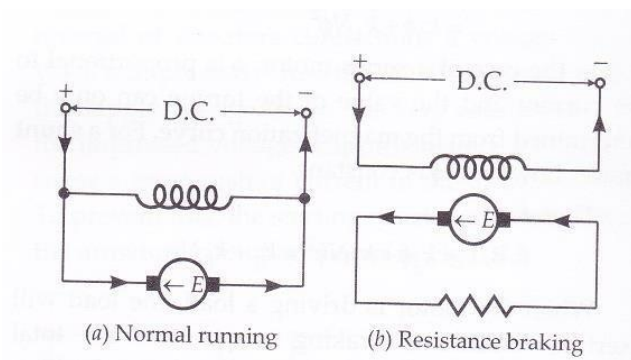 + D.C. −
← E
(a) Normal running
+ D.C. −
← E
(b) Resistance braking